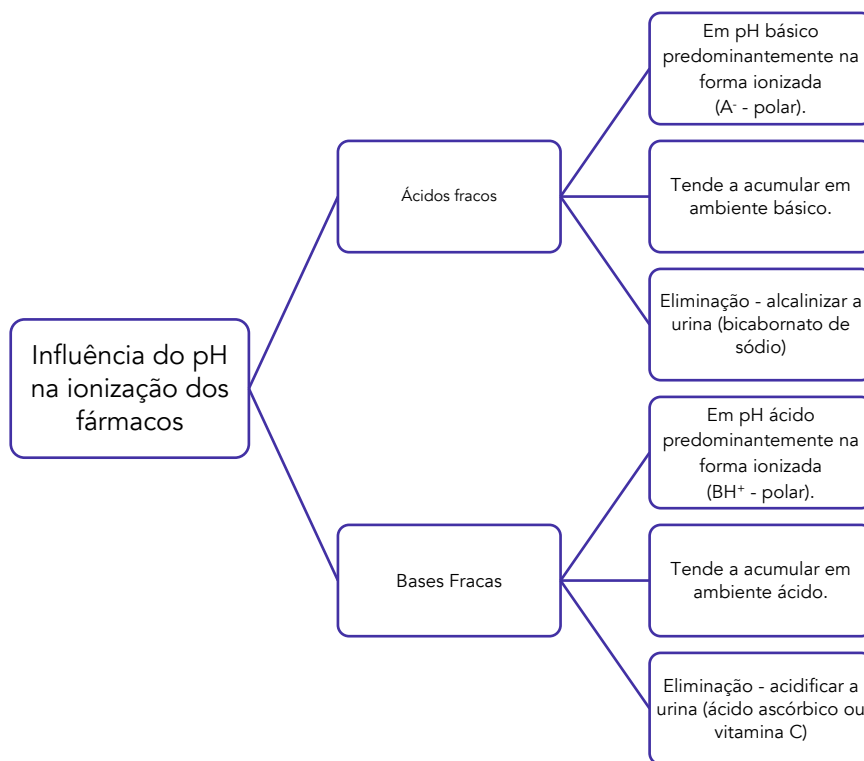 Influência do pH
na ionização dos
fármacos
Ácidos fracos
Em pH básico
predominantemente na
forma ionizada
(A⁻ - polar).
Tende a acumular em
ambiente básico.
Eliminação - alcalinizar a
urina (bicabornato de
sódio)
Bases Fracas
Em pH ácido
predominantemente na
forma ionizada
(BH⁺ - polar).
Tende a acumular em
ambiente ácido.
Eliminação - acidificar a
urina (ácido ascórbico ou
vitamina C)